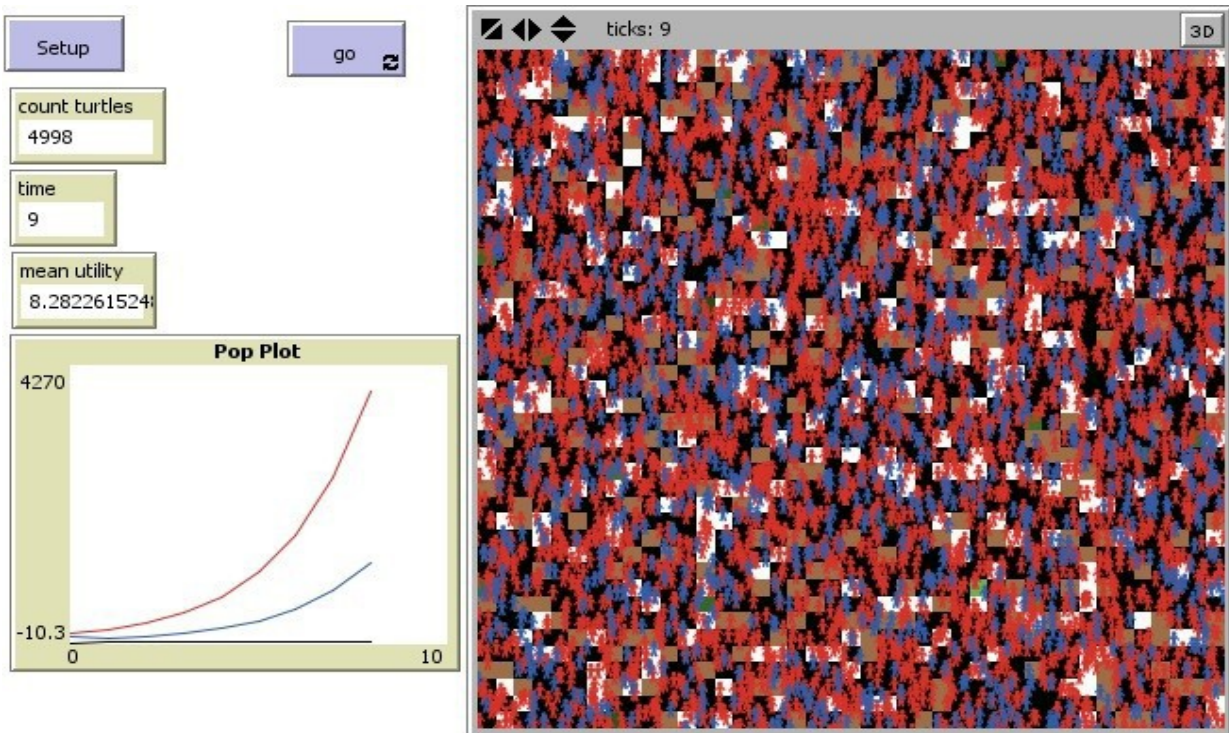 Setup
go
ticks: 9
3D
count turtles
4998
time
9
mean utility
8.282261524
Pop Plot
4270
-10.3
0
10